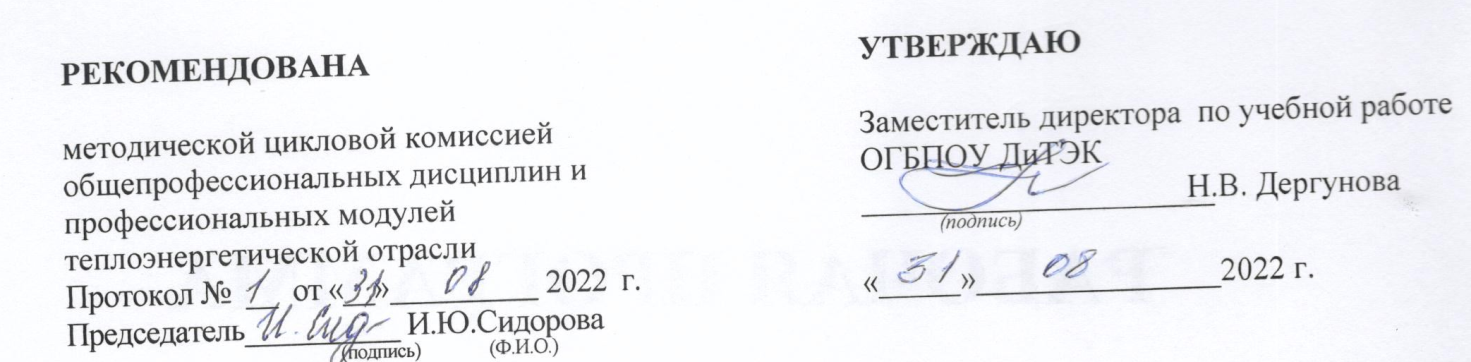 РЕКОМЕНДОВАНА
методической цикловой комиссией
общепрофессиональных дисциплин и
профессиональных модулей
теплоэнергетической отрасли
Протокол № 1 от «31» 08 2022 г.
Председатель И.Ю.Сидорова
(подпись) (Ф.И.О.)
УТВЕРЖДАЮ
Заместитель директора по учебной работе
ОГБПОУ ДиТЭК
Н.В. Дергунова
(подпись)
«31» 08 2022 г.